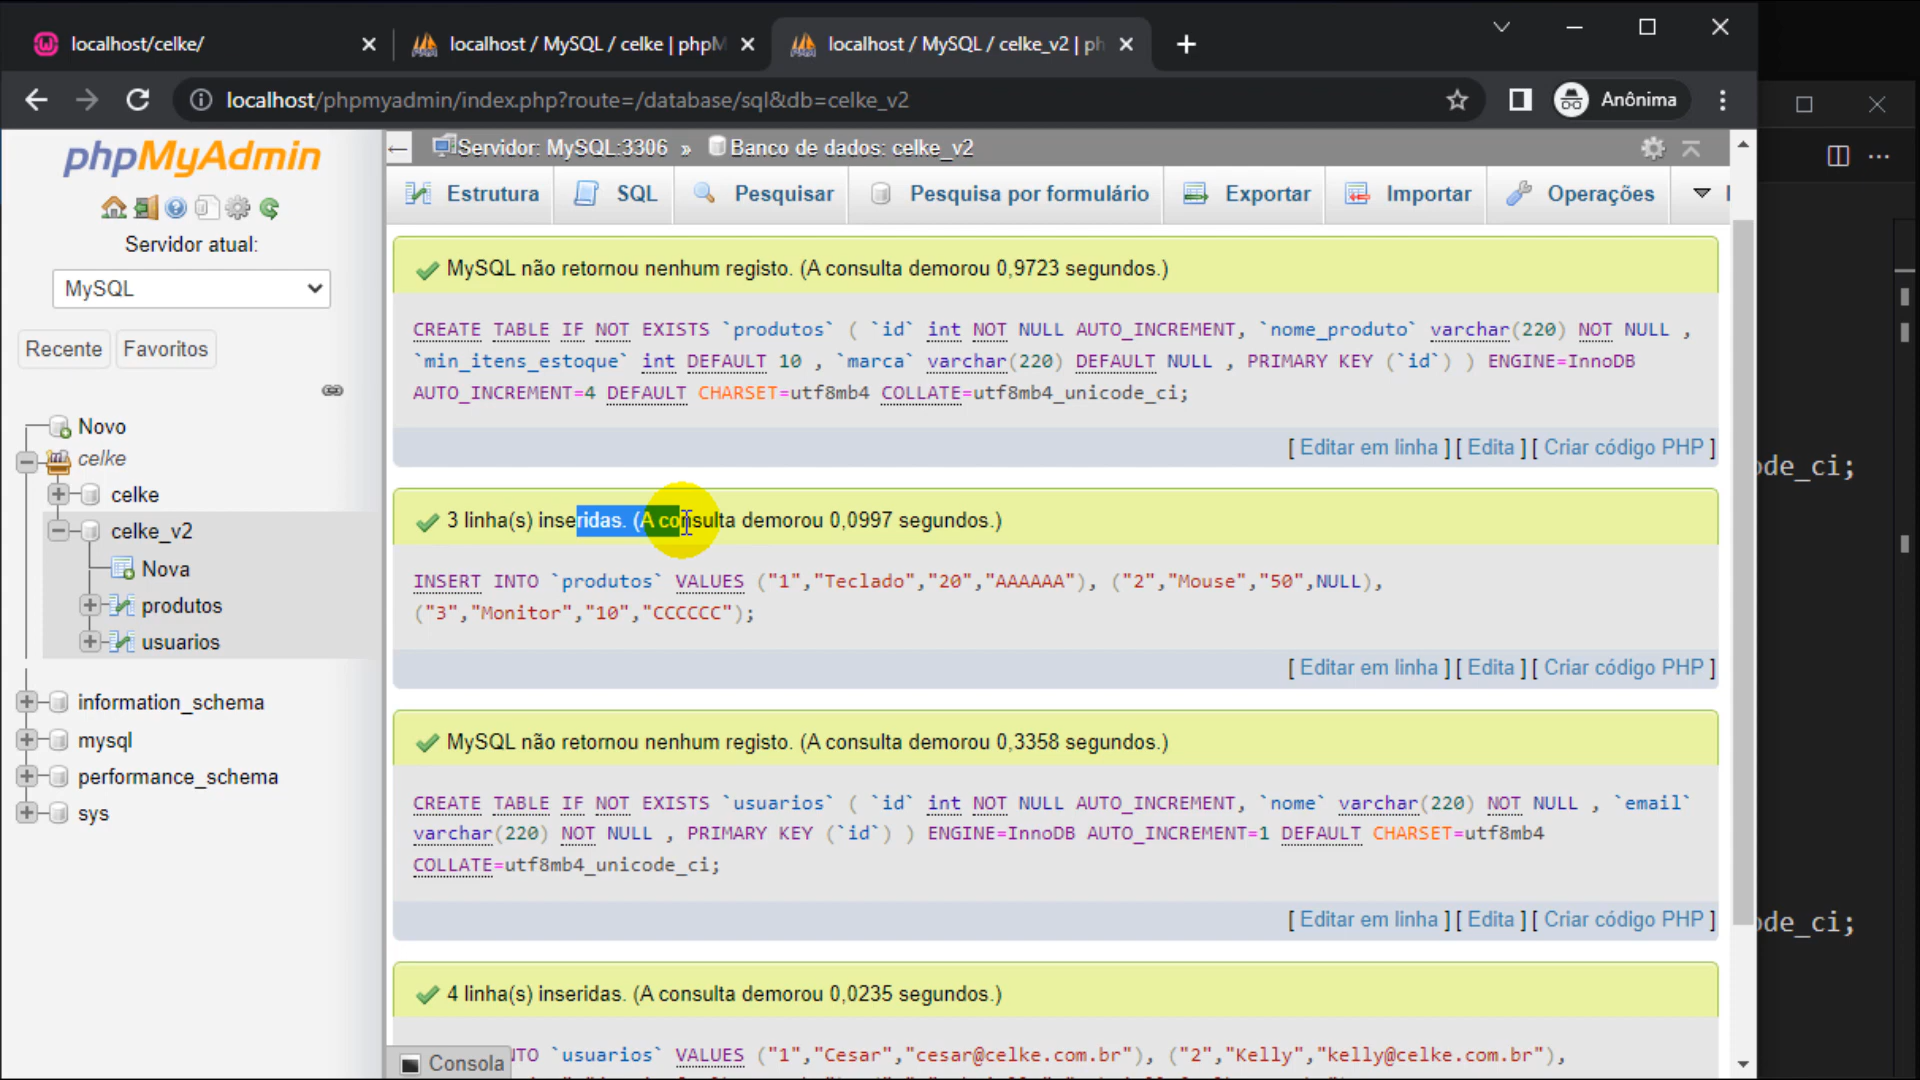 localhost/celke/
localhost / MySQL / celke | phpM
localhost / MySQL / celke_v2 | ph
localhost/phpmyadmin/index.php?route=/database/sql&db=celke_v2
Anônima
phpMyAdmin
Servidor atual:
MySQL
Recente
Favoritos
Novo
celke
celke
celke_v2
Nova
produtos
usuarios
information_schema
mysql
performance_schema
sys
Servidor: MySQL:3306 » Banco de dados: celke_v2
Estrutura
SQL
Pesquisar
Pesquisa por formulário
Exportar
Importar
Operações
MySQL não retornou nenhum registo. (A consulta demorou 0,9723 segundos.)
CREATE TABLE IF NOT EXISTS `produtos` ( `id` int NOT NULL AUTO_INCREMENT, `nome_produto` varchar(220) NOT NULL ,
`min_itens_estoque` int DEFAULT 10 , `marca` varchar(220) DEFAULT NULL , PRIMARY KEY (`id`) ) ENGINE=InnoDB
AUTO_INCREMENT=4 DEFAULT CHARSET=utf8mb4 COLLATE=utf8mb4_unicode_ci;
[ Editar em linha ] [ Edita ] [ Criar código PHP ]
3 linha(s) inseridas. (A consulta demorou 0,0997 segundos.)
INSERT INTO `produtos` VALUES ("1","Teclado","20","AAAAAA"), ("2","Mouse","50",NULL),
("3","Monitor","10","CCCCCC");
[ Editar em linha ] [ Edita ] [ Criar código PHP ]
MySQL não retornou nenhum registo. (A consulta demorou 0,3358 segundos.)
CREATE TABLE IF NOT EXISTS `usuarios` ( `id` int NOT NULL AUTO_INCREMENT, `nome` varchar(220) NOT NULL , `email`
varchar(220) NOT NULL , PRIMARY KEY (`id`) ) ENGINE=InnoDB AUTO_INCREMENT=1 DEFAULT CHARSET=utf8mb4
COLLATE=utf8mb4_unicode_ci;
[ Editar em linha ] [ Edita ] [ Criar código PHP ]
4 linha(s) inseridas. (A consulta demorou 0,0235 segundos.)
NTO `usuarios` VALUES ("1","Cesar","cesar@celke.com.br"), ("2","Kelly","kelly@celke.com.br"),
Consola
ode_ci;
ode_ci;